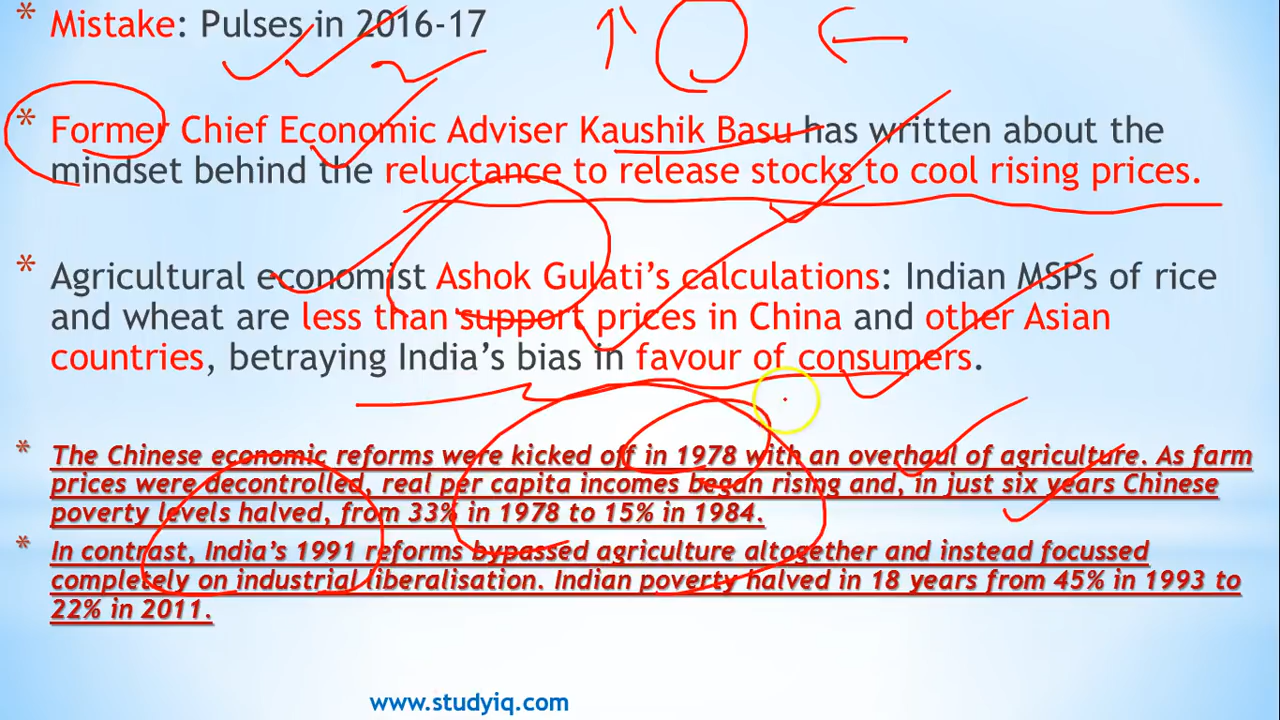 * Mistake: Pulses in 2016-17
* Former Chief Economic Adviser Kaushik Basu has written about the
mindset behind the reluctance to release stocks to cool rising prices.
* Agricultural economist Ashok Gulati's calculations: Indian MSPs of rice
and wheat are less than support prices in China and other Asian
countries, betraying India's bias in favour of consumers.
* The Chinese economic reforms were kicked off in 1978 with an overhaul of agriculture. As farm
prices were decontrolled, real per capita incomes began rising and, in just six years Chinese
poverty levels halved, from 33% in 1978 to 15% in 1984.
* In contrast, India's 1991 reforms bypassed agriculture altogether and instead focussed
completely on industrial liberalisation. Indian poverty halved in 18 years from 45% in 1993 to
22% in 2011.
www.studyiq.com